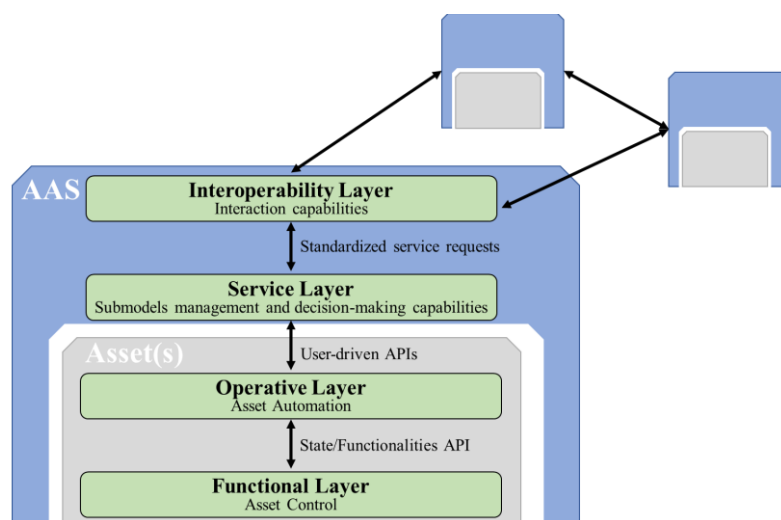 AAS
Interoperability Layer
Interaction capabilities
Standardized service requests
Service Layer
Submodels management and decision-making capabilities
Asset(s)
User-driven APIs
Operative Layer
Asset Automation
State/Functionalities API
Functional Layer
Asset Control